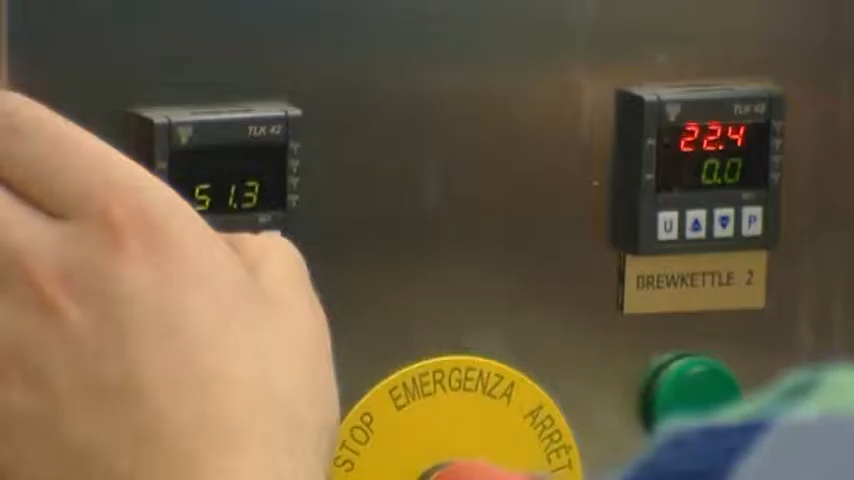 TLK 42
51.3
TLK 42
22.4
0.0
U P
BREWKETTLE 2
STOP EMERGENZA ARRÊT